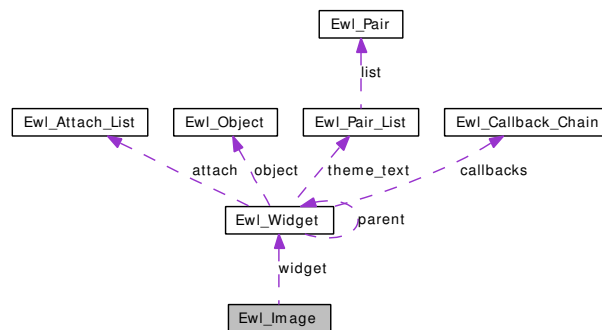 Ewl_Pair
list
Ewl_Attach_List
Ewl_Object
Ewl_Pair_List
Ewl_Callback_Chain
attach
object
theme_text
callbacks
Ewl_Widget
parent
widget
Ewl_Image